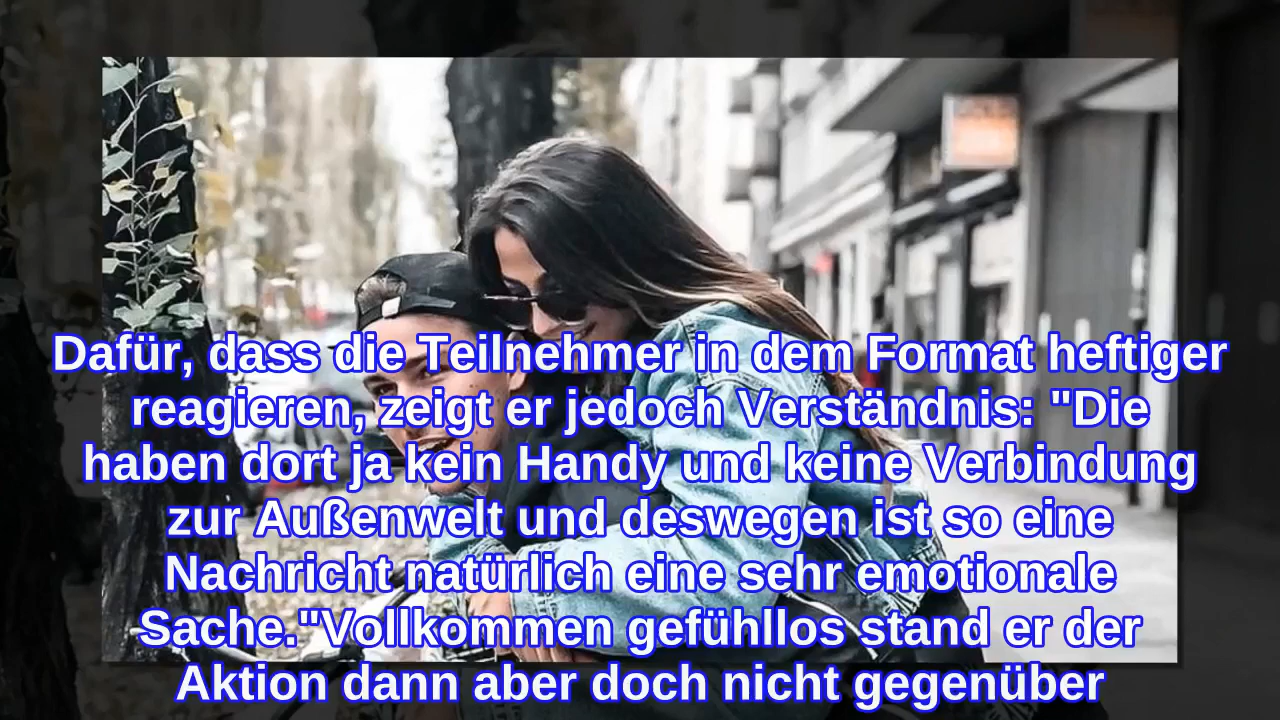 Dafür, dass die Teilnehmer in dem Format heftiger
reagieren, zeigt er jedoch Verständnis: "Die
haben dort ja kein Handy und keine Verbindung
zur Außenwelt und deswegen ist so eine
Nachricht natürlich eine sehr emotionale
Sache."Vollkommen gefühllos stand er der
Aktion dann aber doch nicht gegenüber